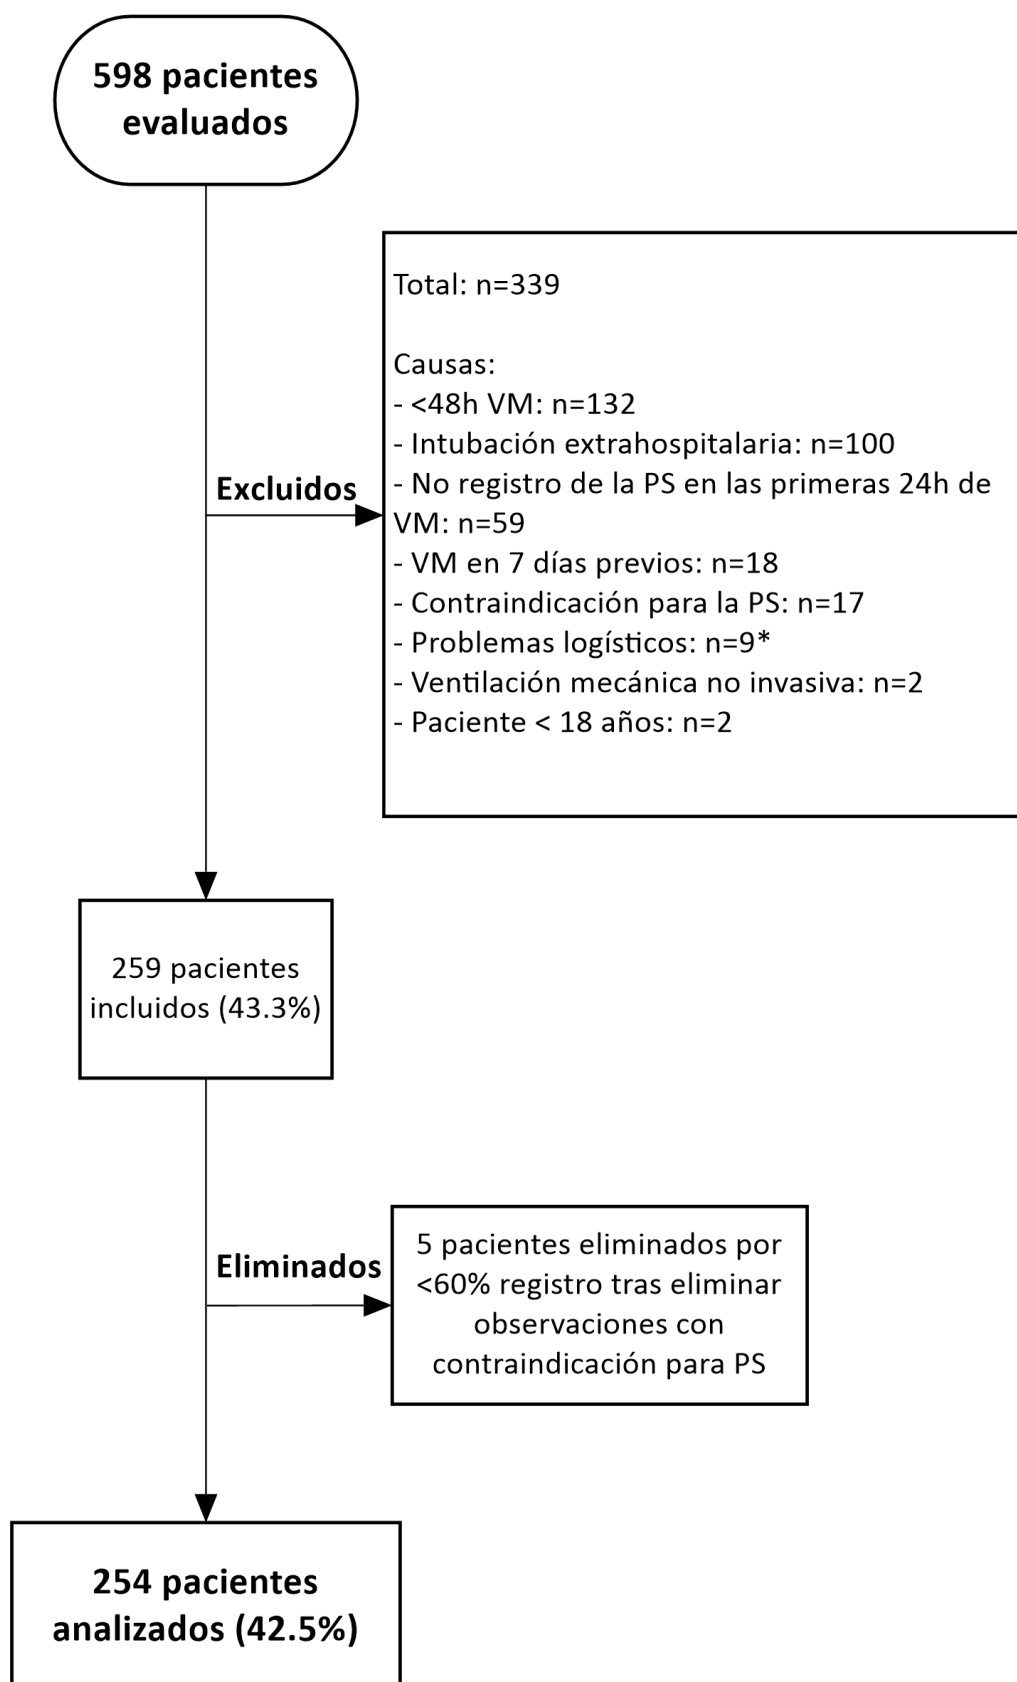 598 pacientes
evaluados
Total: n=339
Causas:
- <48h VM: n=132
- Intubación extrahospitalaria: n=100
- No registro de la PS en las primeras 24h de
VM: n=59
- VM en 7 días previos: n=18
- Contraindicación para la PS: n=17
- Problemas logísticos: n=9*
- Ventilación mecánica no invasiva: n=2
- Paciente < 18 años: n=2
Excluidos
259 pacientes
incluidos (43.3%)
Eliminados
5 pacientes eliminados por
<60% registro tras eliminar
observaciones con
contraindicación para PS
254 pacientes
analizados (42.5%)